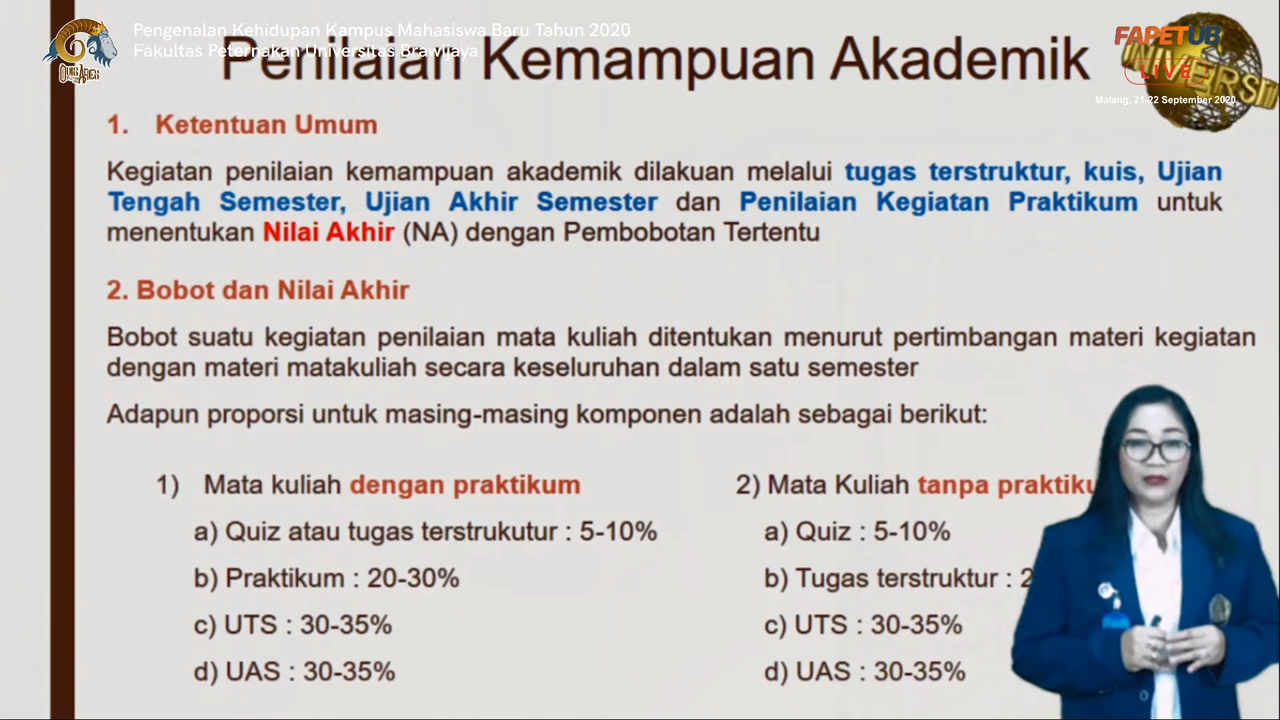 Pengenalan Kehidupan Kampus Mahasiswa Baru Tahun 2020
Fakultas Peternakan Universitas Brawijaya
Penilaian Kemampuan Akademik
FAPETUB
LIVE
Malang, 21-22 September 2020
1. Ketentuan Umum
Kegiatan penilaian kemampuan akademik dilakuan melalui tugas terstruktur, kuis, Ujian
Tengah Semester, Ujian Akhir Semester dan Penilaian Kegiatan Praktikum untuk
menentukan Nilai Akhir (NA) dengan Pembobotan Tertentu
2. Bobot dan Nilai Akhir
Bobot suatu kegiatan penilaian mata kuliah ditentukan menurut pertimbangan materi kegiatan
dengan materi matakuliah secara keseluruhan dalam satu semester
Adapun proporsi untuk masing-masing komponen adalah sebagai berikut:
1) Mata kuliah dengan praktikum
a) Quiz atau tugas terstrukutur : 5-10%
b) Praktikum : 20-30%
c) UTS : 30-35%
d) UAS : 30-35%
2) Mata Kuliah tanpa
a) Quiz : 5-10%
b) Tugas terstruktur :
c) UTS : 30-35%
d) UAS : 30-35%